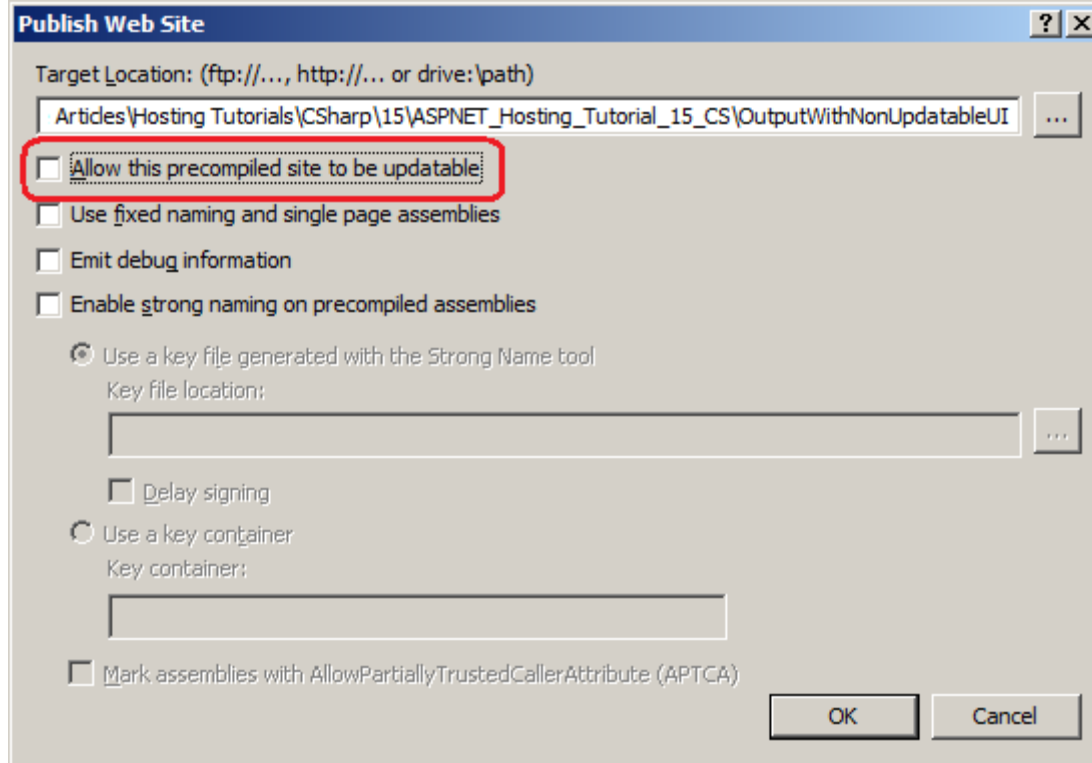 Publish Web Site
Target Location: (ftp://..., http://... or drive:\path)
Articles\Hosting Tutorials\CSharp\15\ASPNET_Hosting_Tutorial_15_CS\OutputWithNonUpdatableUI ...
Allow this precompiled site to be updatable
Use fixed naming and single page assemblies
Emit debug information
Enable strong naming on precompiled assemblies
Use a key file generated with the Strong Name tool
Key file location:
...
Delay signing
Use a key container
Key container:
Mark assemblies with AllowPartiallyTrustedCallerAttribute (APTCA)
OK Cancel